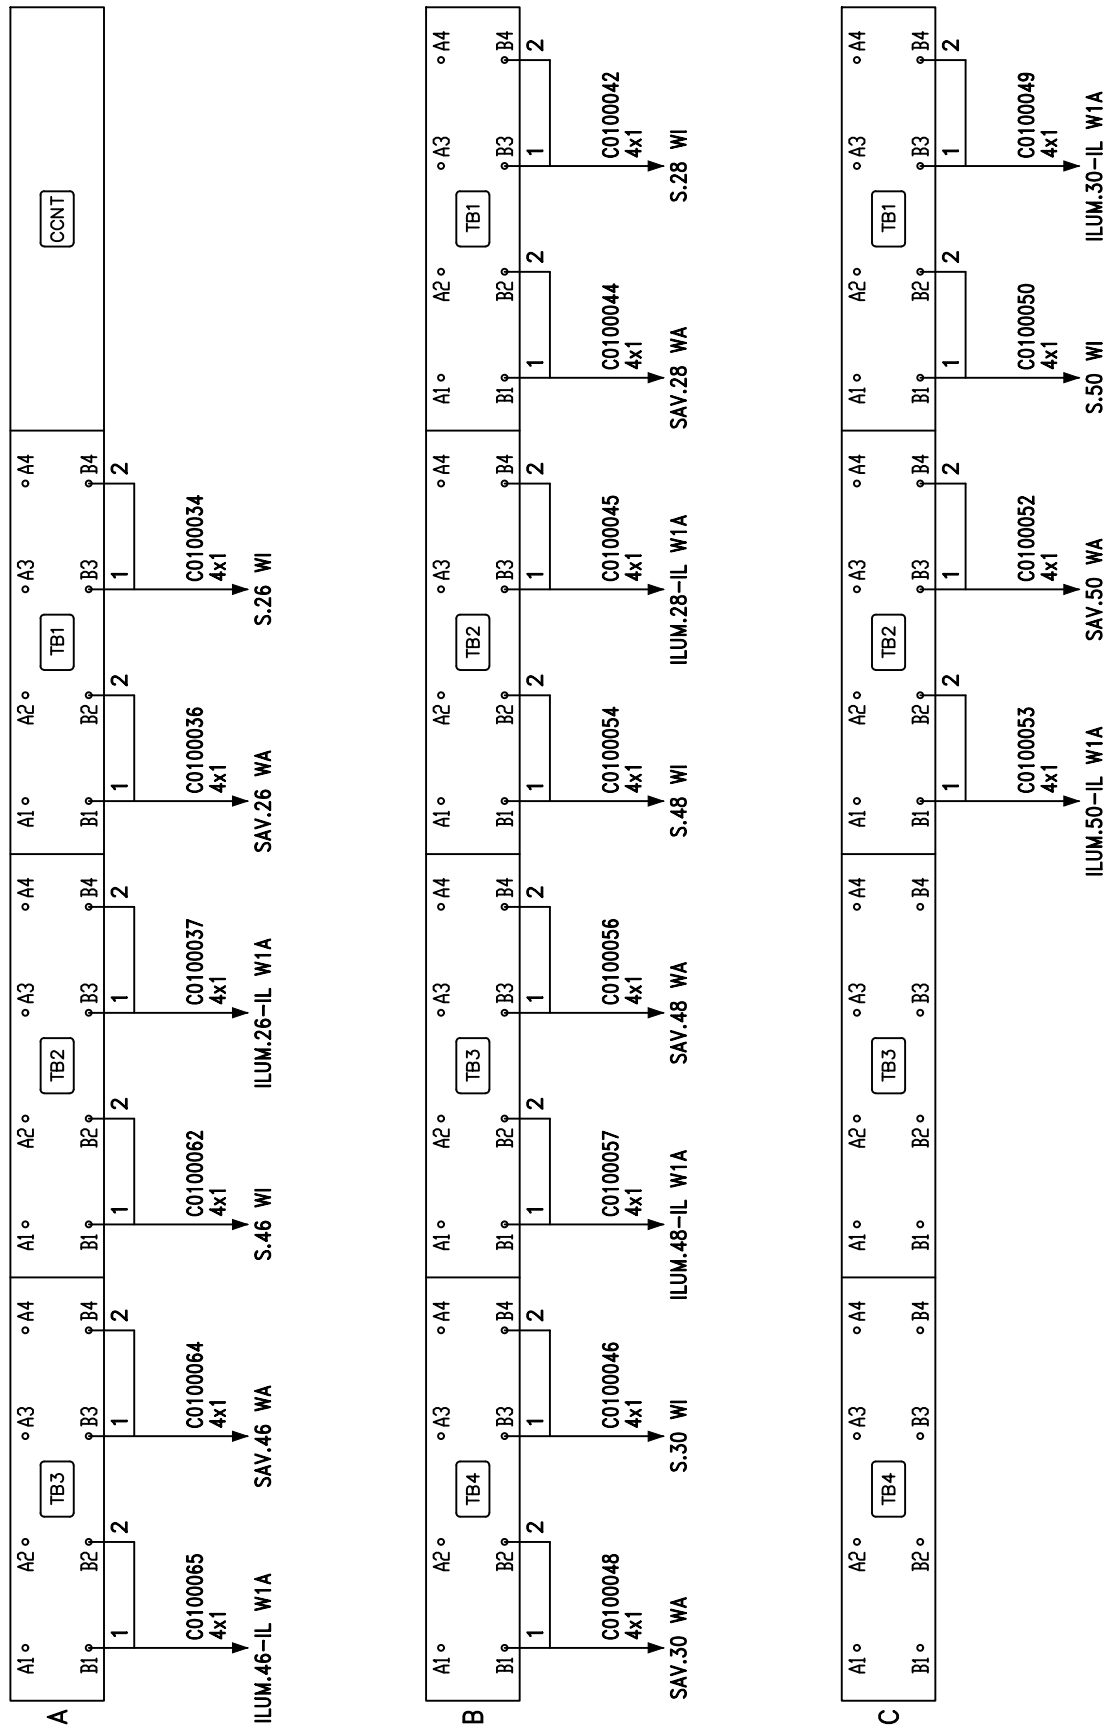 A
TB3
TB2
TB1
CCNT
A1 A2 A3 A4 A1 A2 A3 A4 A1 A2 A3 A4
B1 B2 B3 B4 B1 B2 B3 B4 B1 B2 B3 B4
1 2 1 2 1 2 1 2 1 2 1 2
C0100065
4x1
ILUM.46-IL W1A
C0100064
4x1
SAV.46 WA
C0100062
4x1
S.46 WI
C0100037
4x1
ILUM.26-IL W1A
C0100036
4x1
SAV.26 WA
C0100034
4x1
S.26 WI
B
TB4
TB3
TB2
TB1
A1 A2 A3 A4 A1 A2 A3 A4 A1 A2 A3 A4 A1 A2 A3 A4
B1 B2 B3 B4 B1 B2 B3 B4 B1 B2 B3 B4 B1 B2 B3 B4
1 2 1 2 1 2 1 2 1 2 1 2 1 2 1 2
C0100048
4x1
SAV.30 WA
C0100046
4x1
S.30 WI
C0100057
4x1
ILUM.48-IL W1A
C0100056
4x1
SAV.48 WA
C0100054
4x1
S.48 WI
C0100045
4x1
ILUM.28-IL W1A
C0100044
4x1
SAV.28 WA
C0100042
4x1
S.28 WI
C
TB4
TB3
TB2
TB1
A1 A2 A3 A4 A1 A2 A3 A4 A1 A2 A3 A4 A1 A2 A3 A4
B1 B2 B3 B4 B1 B2 B3 B4 B1 B2 B3 B4 B1 B2 B3 B4
1 2 1 2 1 2 1 2
C0100053
4x1
ILUM.50-IL W1A
C0100052
4x1
SAV.50 WA
C0100050
4x1
S.50 WI
C0100049
4x1
ILUM.30-IL W1A